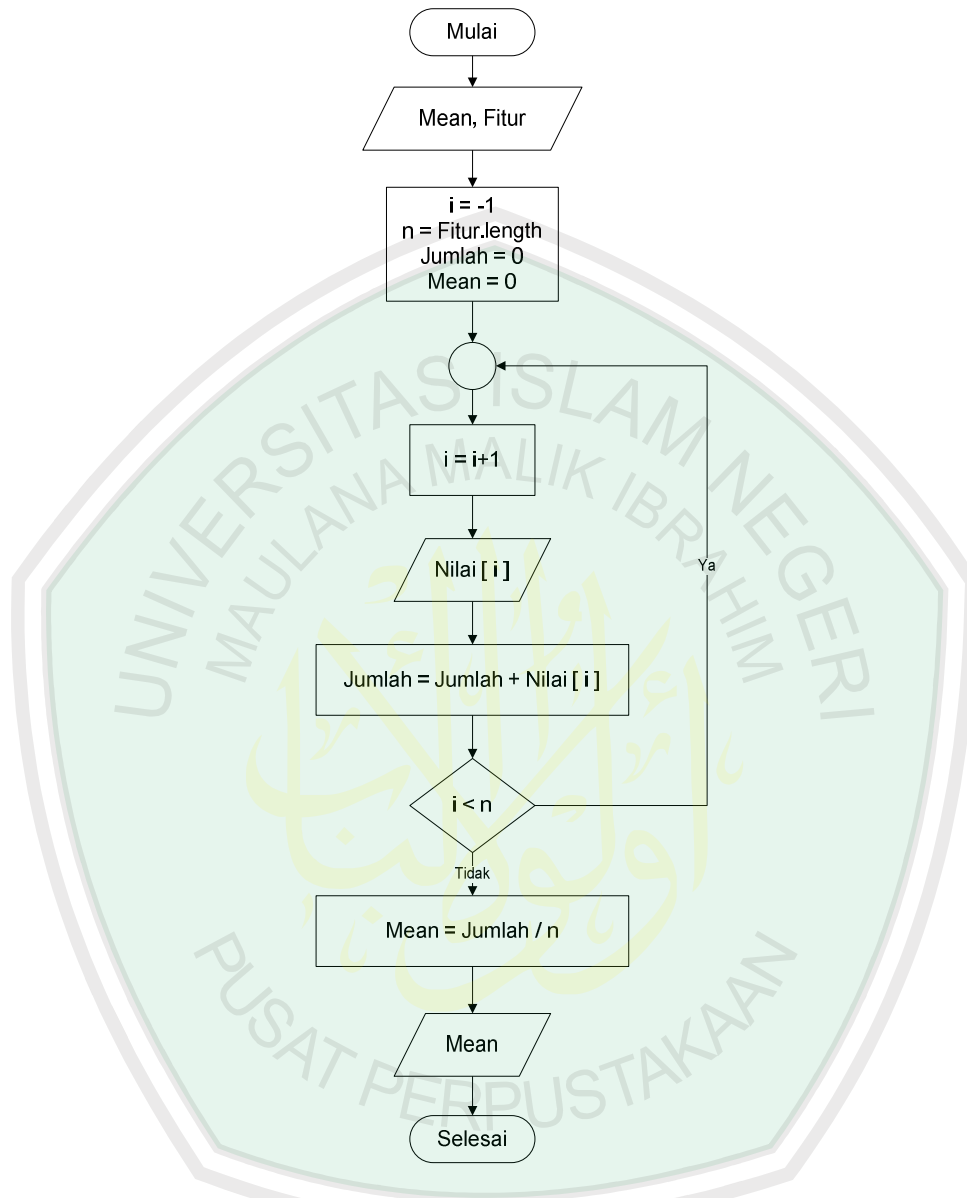 Mulai
Mean, Fitur
i = -1
n = Fitur.length
Jumlah = 0
Mean = 0
i = i+1
Nilai [ i ]
Ya
Jumlah = Jumlah + Nilai [ i ]
i < n
Tidak
Mean = Jumlah / n
Mean
Selesai
UNIVERSITAS ISLAM NEGERI
MAULANA MALIK IBRAHIM
PUSAT PERPUSTAKAAN